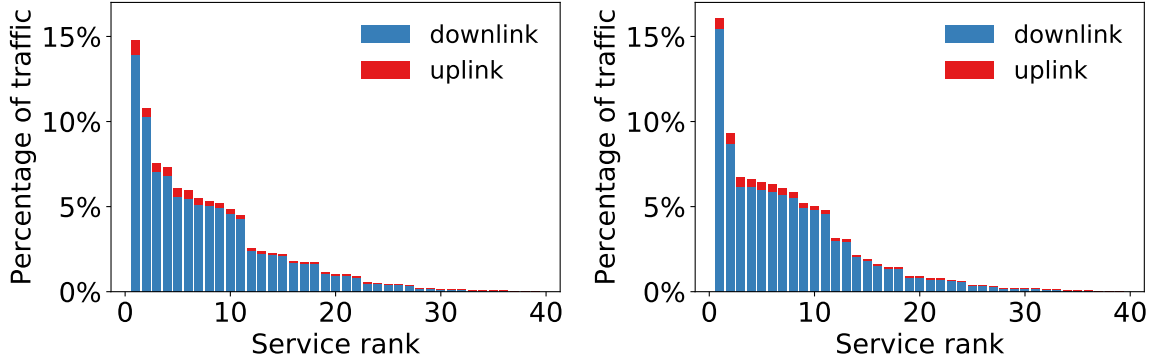 Percentage of traffic
15%
10%
5%
0%
downlink
uplink
0 10 20 30 40
Service rank
Percentage of traffic
15%
10%
5%
0%
downlink
uplink
0 10 20 30 40
Service rank